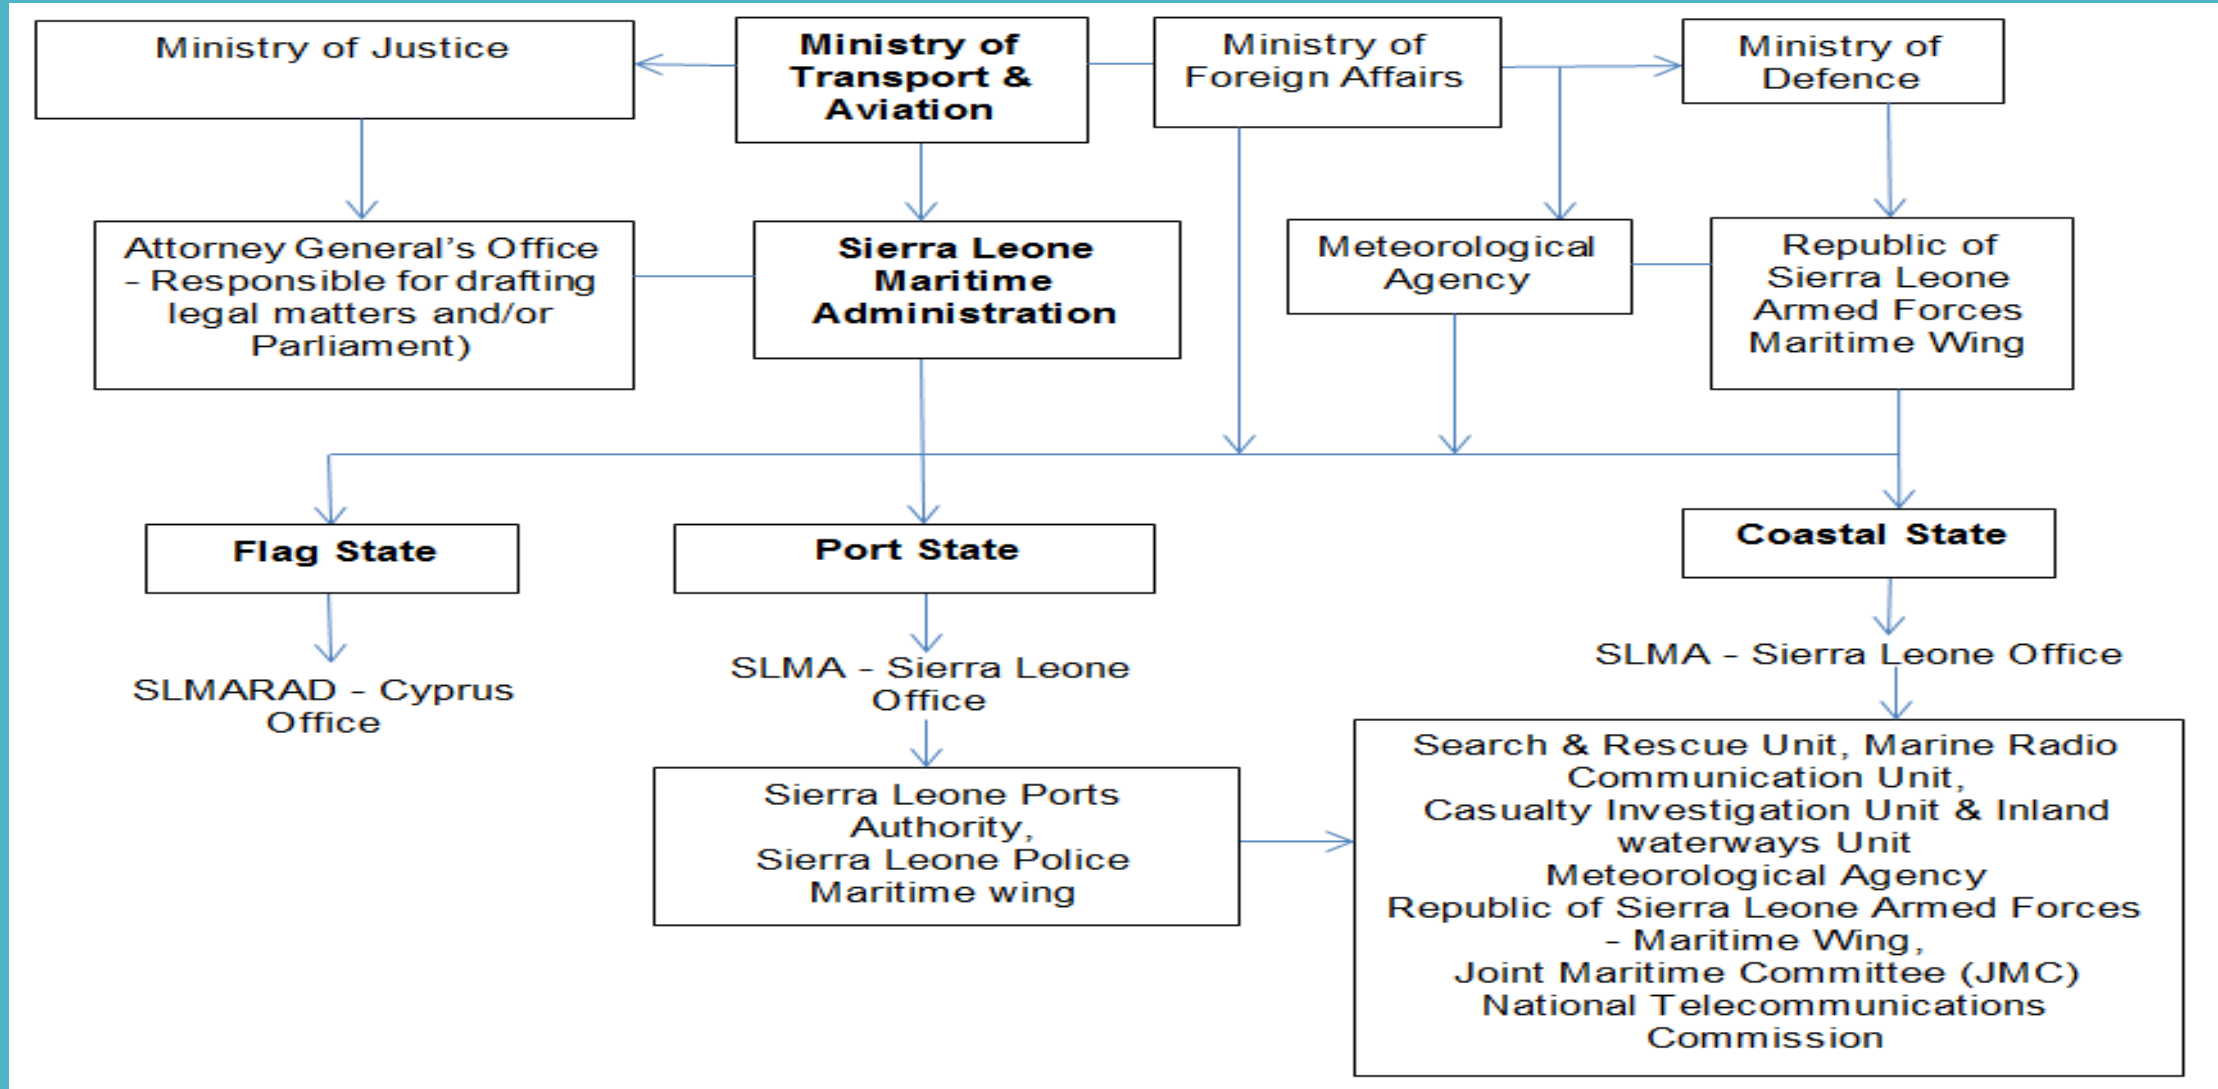 Ministry of Justice
Ministry of
Transport &
Aviation
Ministry of
Foreign Affairs
Ministry of
Defence
Attorney General’s Office
- Responsible for drafting
legal matters and/or
Parliament)
Sierra Leone
Maritime
Administration
Meteorological
Agency
Republic of
Sierra Leone
Armed Forces
Maritime Wing
Flag State
Port State
Coastal State
SLMARAD - Cyprus
Office
SLMA - Sierra Leone
Office
SLMA - Sierra Leone Office
Sierra Leone Ports
Authority,
Sierra Leone Police
Maritime wing
Search & Rescue Unit, Marine Radio
Communication Unit,
Casualty Investigation Unit & Inland
waterways Unit
Meteorological Agency
Republic of Sierra Leone Armed Forces
- Maritime Wing,
Joint Maritime Committee (JMC)
National Telecommunications
Commission